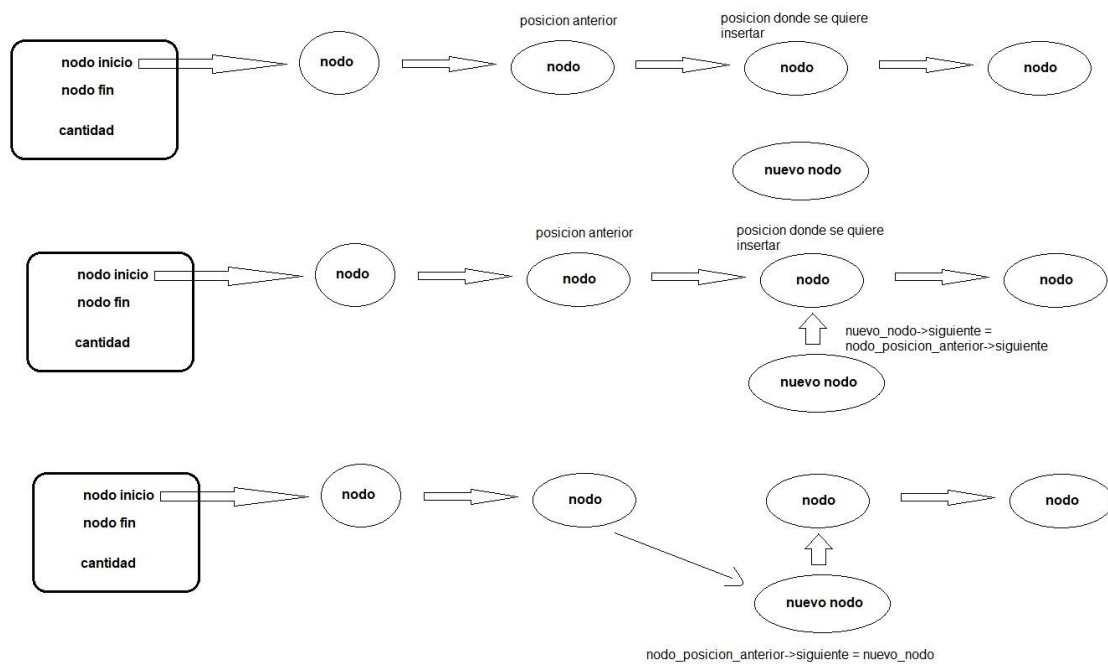 posicion anterior
posicion donde se quiere
insertar
nodo inicio
nodo
nodo
nodo
nodo
nodo fin
cantidad
nuevo nodo
posicion anterior
posicion donde se quiere
insertar
nodo inicio
nodo
nodo
nodo
nodo
nodo fin
cantidad
nuevo_nodo->siguiente =
nodo_posicion_anterior->siguiente
nuevo nodo
nodo inicio
nodo
nodo
nodo
nodo
nodo fin
cantidad
nuevo nodo
nodo_posicion_anterior->siguiente = nuevo_nodo